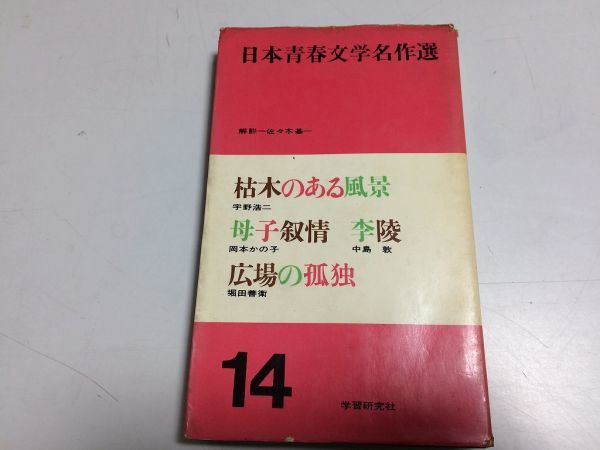 日本青春文学名作選
解説―佐々木基一
枯木のある風景
宇野浩二
母子叙情 李陵
岡本かの子 中島 敦
広場の孤独
堀田善衛
14
学習研究社